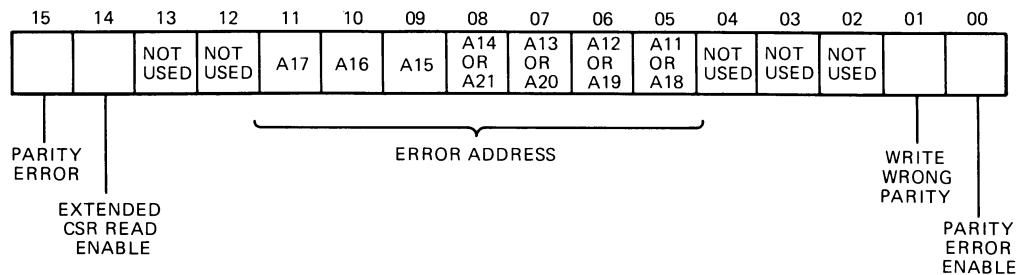 15 14 13 12 11 10 09 08 07 06 05 04 03 02 01 00
NOT USED NOT USED A17 A16 A15 A14 OR A21 A13 OR A20 A12 OR A19 A11 OR A18 NOT USED NOT USED NOT USED
PARITY
ERROR
EXTENDED
CSR READ
ENABLE
ERROR ADDRESS
WRITE
WRONG
PARITY
PARITY
ERROR
ENABLE